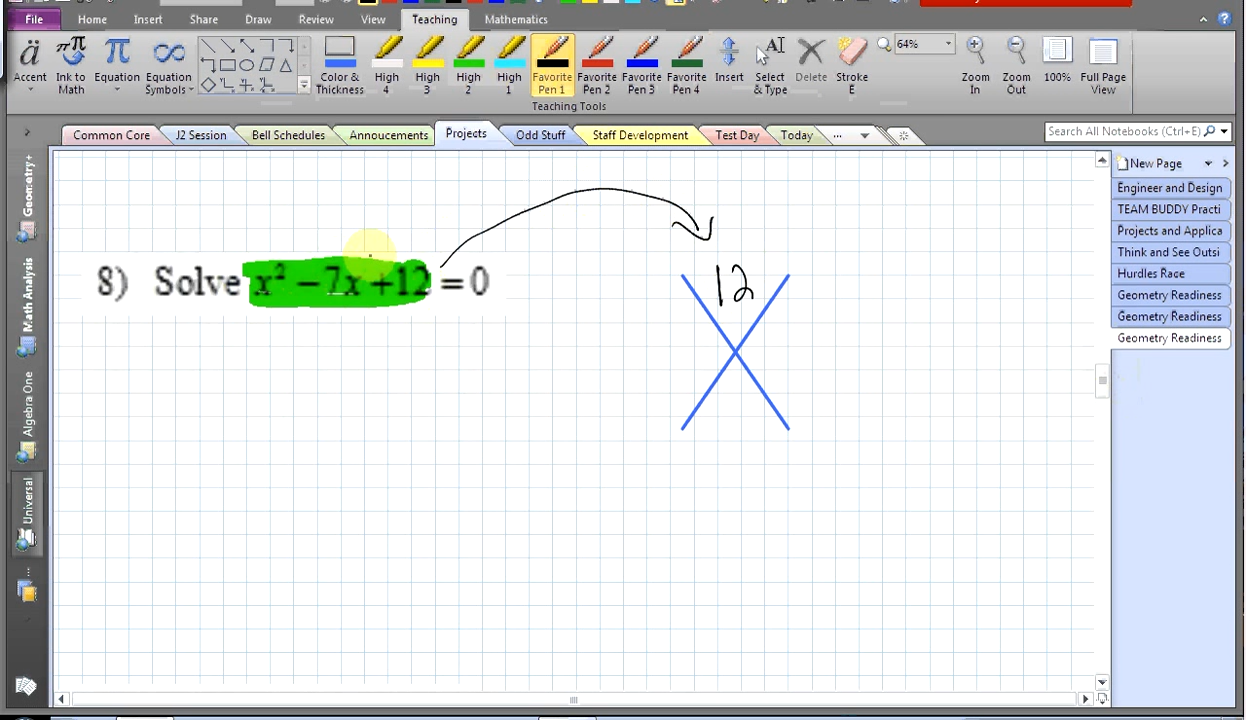 File Home Insert Share Draw Review View Teaching Mathematics
Accent Ink to Math Equation Equation Symbols Color & Thickness High 4 High 3 High 2 High 1 Favorite Pen 1 Favorite Pen 2 Favorite Pen 3 Favorite Pen 4 Insert Select & Type Delete Stroke E 64% Zoom In Zoom Out 100% Full Page View
Teaching Tools
Common Core J2 Session Bell Schedules Annoucements Projects Odd Stuff Staff Development Test Day Today ... Search All Notebooks (Ctrl+E)
New Page
Engineer and Design
TEAM BUDDY Practi
Projects and Applica
Think and See Outsi
Hurdles Race
Geometry Readiness
Geometry Readiness
Geometry Readiness
Geometry+
Math Analysis
Algebra One
Universal
8) Solve x² − 7x + 12 = 0
12